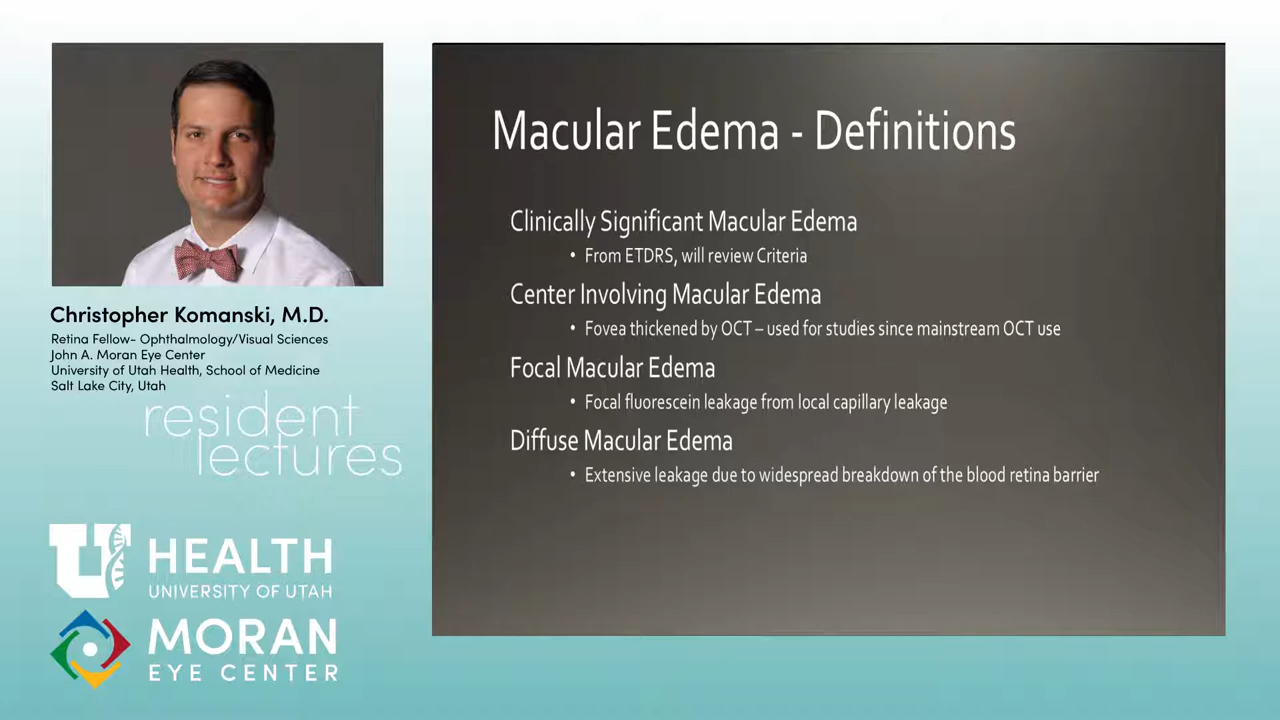 Christopher Komanski, M.D.
Retina Fellow- Ophthalmology/Visual Sciences
John A. Moran Eye Center
University of Utah Health, School of Medicine
Salt Lake City, Utah
resident
lectures
U
HEALTH
UNIVERSITY OF UTAH
MORAN
EYE CENTER
Macular Edema - Definitions
Clinically Significant Macular Edema
• From ETDRS, will review Criteria
Center Involving Macular Edema
• Fovea thickened by OCT – used for studies since mainstream OCT use
Focal Macular Edema
• Focal fluorescein leakage from local capillary leakage
Diffuse Macular Edema
• Extensive leakage due to widespread breakdown of the blood retina barrier